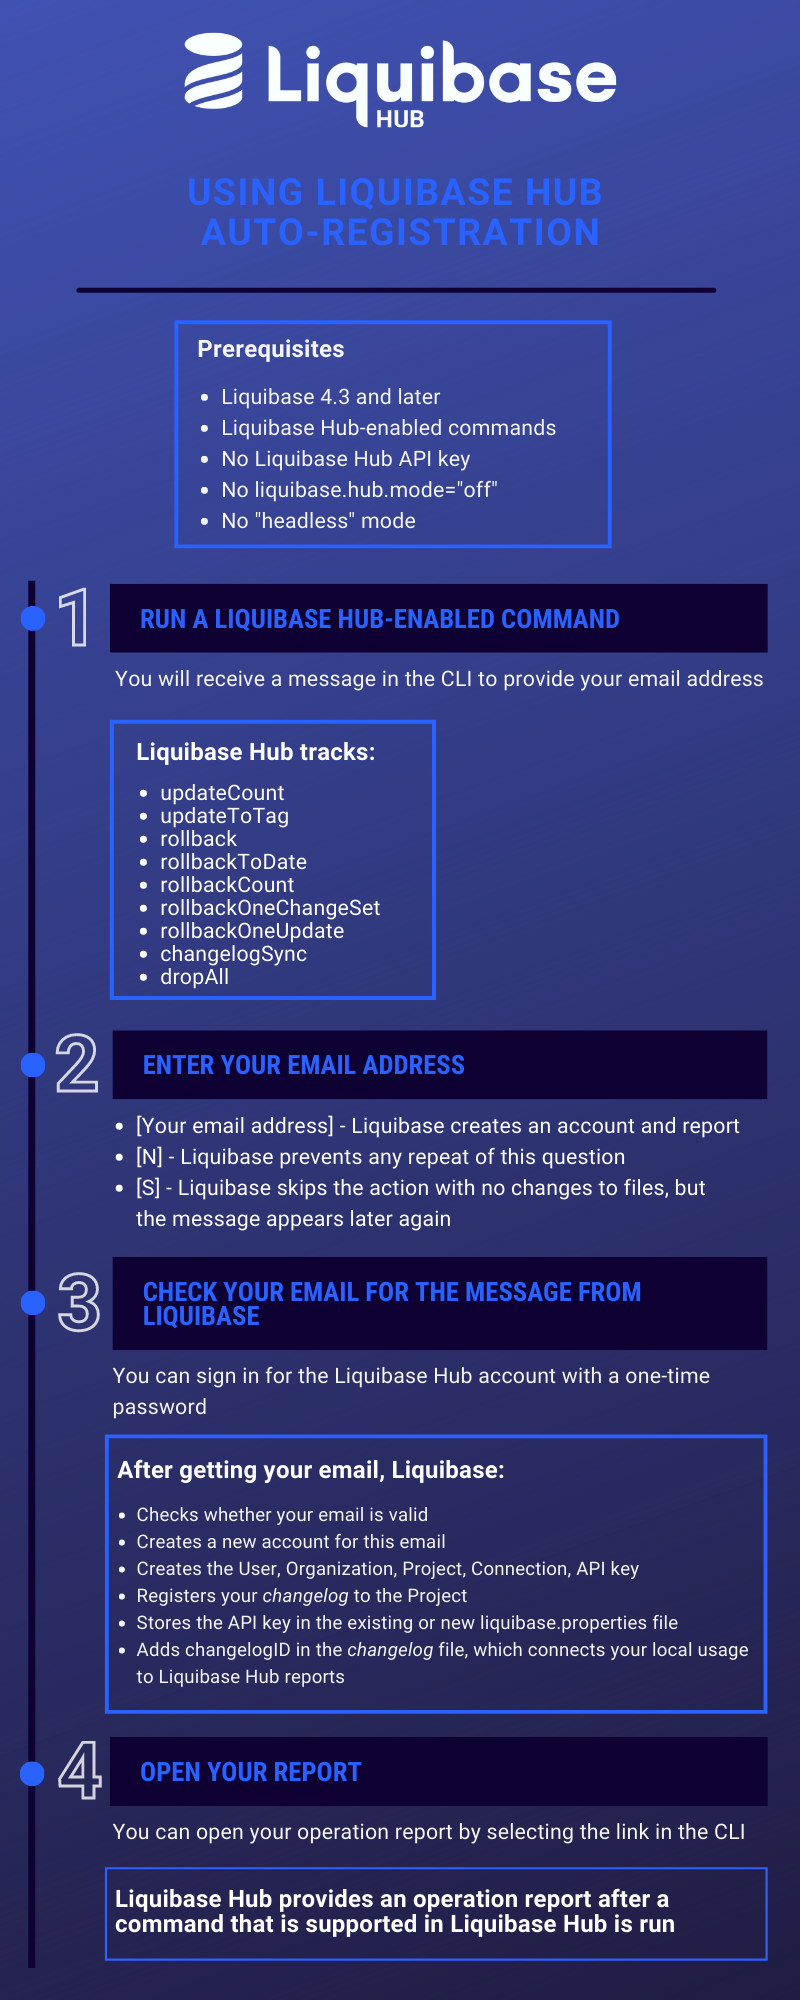 Liquibase
HUB
USING LIQUIBASE HUB
AUTO-REGISTRATION
Prerequisites
• Liquibase 4.3 and later
• Liquibase Hub-enabled commands
• No Liquibase Hub API key
• No liquibase.hub.mode="off"
• No "headless" mode
1
RUN A LIQUIBASE HUB-ENABLED COMMAND
You will receive a message in the CLI to provide your email address
Liquibase Hub tracks:
• updateCount
• updateToTag
• rollback
• rollbackToDate
• rollbackCount
• rollbackOneChangeSet
• rollbackOneUpdate
• changelogSync
• dropAll
2
ENTER YOUR EMAIL ADDRESS
• [Your email address] - Liquibase creates an account and report
• [N] - Liquibase prevents any repeat of this question
• [S] - Liquibase skips the action with no changes to files, but
the message appears later again
3
CHECK YOUR EMAIL FOR THE MESSAGE FROM
LIQUIBASE
You can sign in for the Liquibase Hub account with a one-time
password
After getting your email, Liquibase:
• Checks whether your email is valid
• Creates a new account for this email
• Creates the User, Organization, Project, Connection, API key
• Registers your changelog to the Project
• Stores the API key in the existing or new liquibase.properties file
• Adds changelogID in the changelog file, which connects your local usage
to Liquibase Hub reports
4
OPEN YOUR REPORT
You can open your operation report by selecting the link in the CLI
Liquibase Hub provides an operation report after a
command that is supported in Liquibase Hub is run